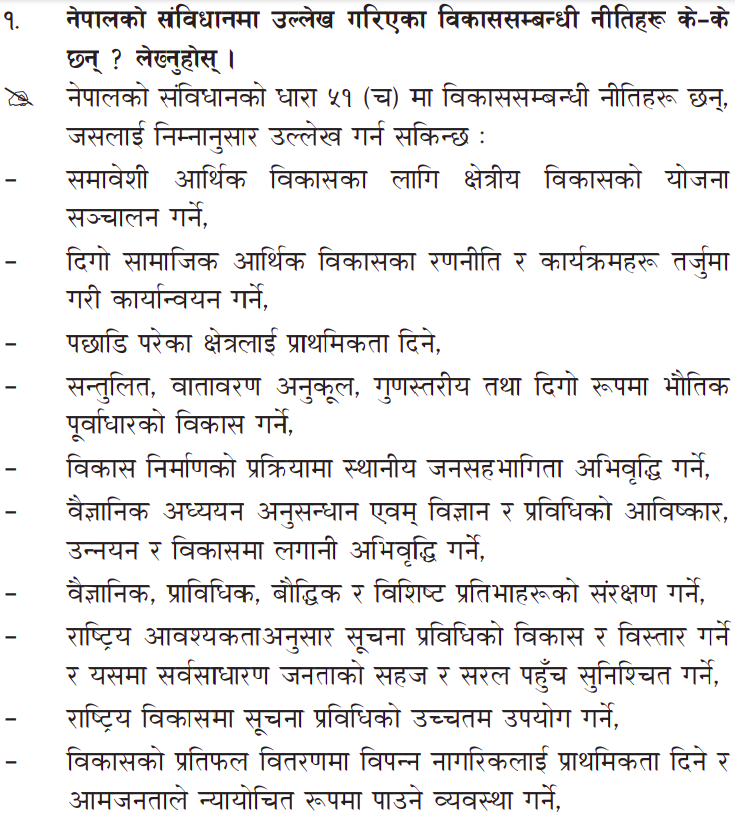 १. नेपालको संविधानमा उल्लेख गरिएका विकाससम्बन्धी नीतिहरू के–के
छन् ? लेख्नुहोस् ।
नेपालको संविधानको धारा ५१ (च) मा विकाससम्बन्धी नीतिहरू छन्,
जसलाई निम्नानुसार उल्लेख गर्न सकिन्छ :
– समावेशी आर्थिक विकासका लागि क्षेत्रीय विकासको योजना
सञ्चालन गर्ने,
– दिगो सामाजिक आर्थिक विकासका रणनीति र कार्यक्रमहरू तर्जुमा
गरी कार्यान्वयन गर्ने,
– पछाडि परेका क्षेत्रलाई प्राथमिकता दिने,
– सन्तुलित, वातावरण अनुकूल, गुणस्तरीय तथा दिगो रूपमा भौतिक
पूर्वाधारको विकास गर्ने,
– विकास निर्माणको प्रक्रियामा स्थानीय जनसहभागिता अभिवृद्धि गर्ने,
– वैज्ञानिक अध्ययन अनुसन्धान एवम् विज्ञान र प्रविधिको आविष्कार,
उन्नयन र विकासमा लगानी अभिवृद्धि गर्ने,
– वैज्ञानिक, प्राविधिक, बौद्धिक र विशिष्ट प्रतिभाहरूको संरक्षण गर्ने,
– राष्ट्रिय आवश्यकताअनुसार सूचना प्रविधिको विकास र विस्तार गर्ने
र यसमा सर्वसाधारण जनताको सहज र सरल पहुँच सुनिश्चित गर्ने,
– राष्ट्रिय विकासमा सूचना प्रविधिको उच्चतम उपयोग गर्ने,
– विकासको प्रतिफल वितरणमा विपन्न नागरिकलाई प्राथमिकता दिने र
आमजनताले न्यायोचित रूपमा पाउने व्यवस्था गर्ने,